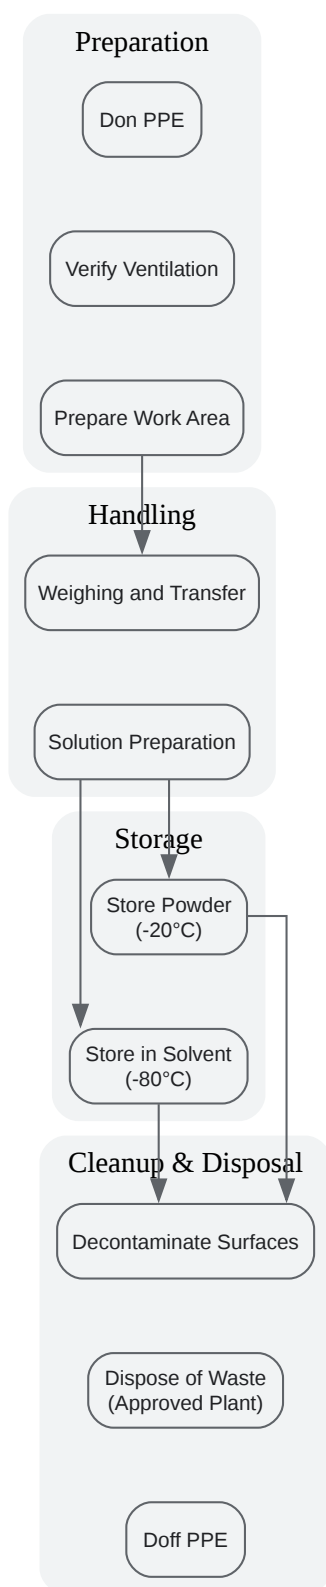 Preparation
Don PPE
Verify Ventilation
Prepare Work Area
Handling
Weighing and Transfer
Solution Preparation
Storage
Store Powder
(-20°C)
Store in Solvent
(-80°C)
Cleanup & Disposal
Decontaminate Surfaces
Dispose of Waste
(Approved Plant)
Doff PPE